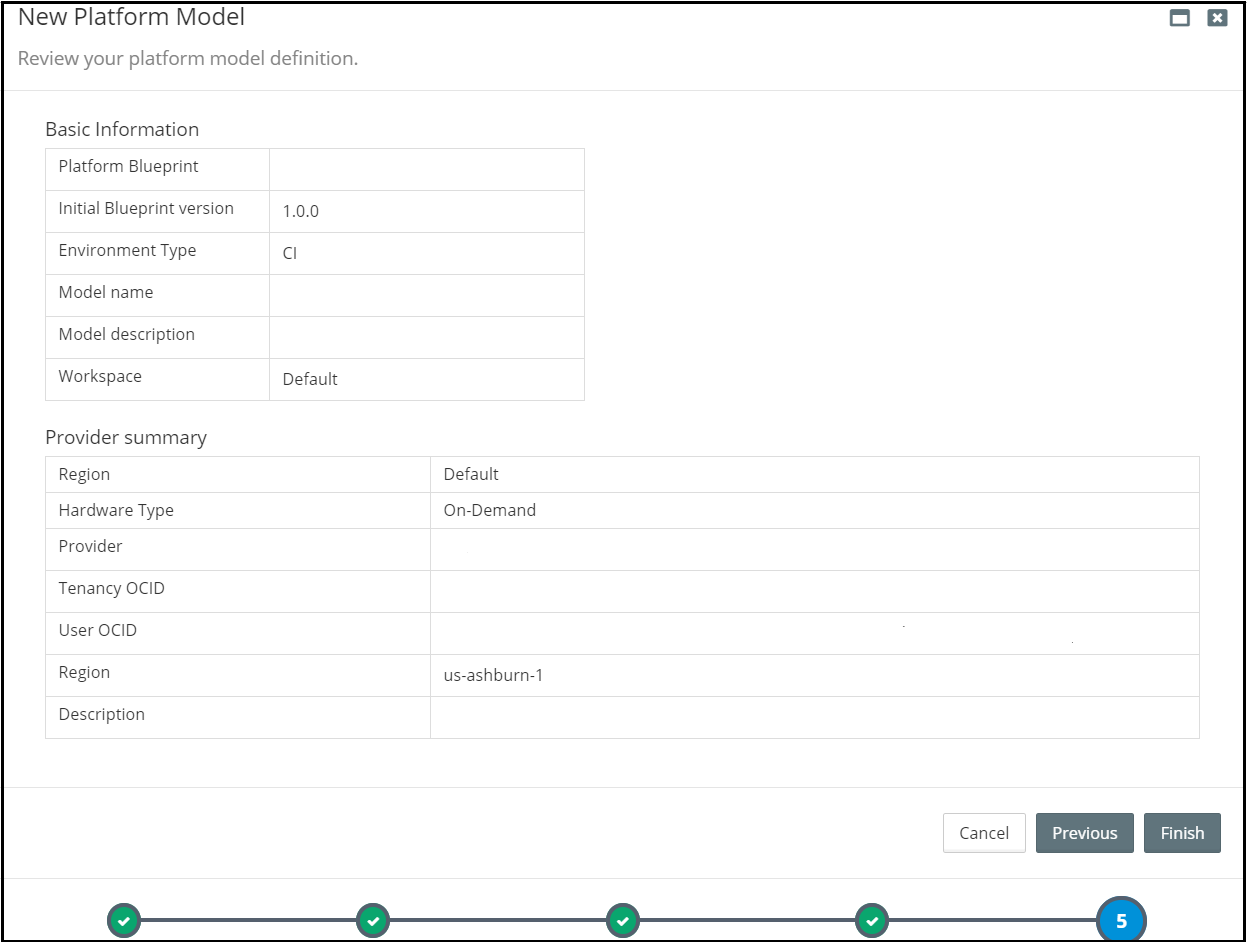 New Platform Model
Review your platform model definition.
Basic Information
Platform Blueprint
Initial Blueprint version 1.0.0
Environment Type CI
Model name
Model description
Workspace Default
Provider summary
Region Default
Hardware Type On-Demand
Provider
Tenancy OCID
User OCID
Region us-ashburn-1
Description
Cancel Previous Finish
5